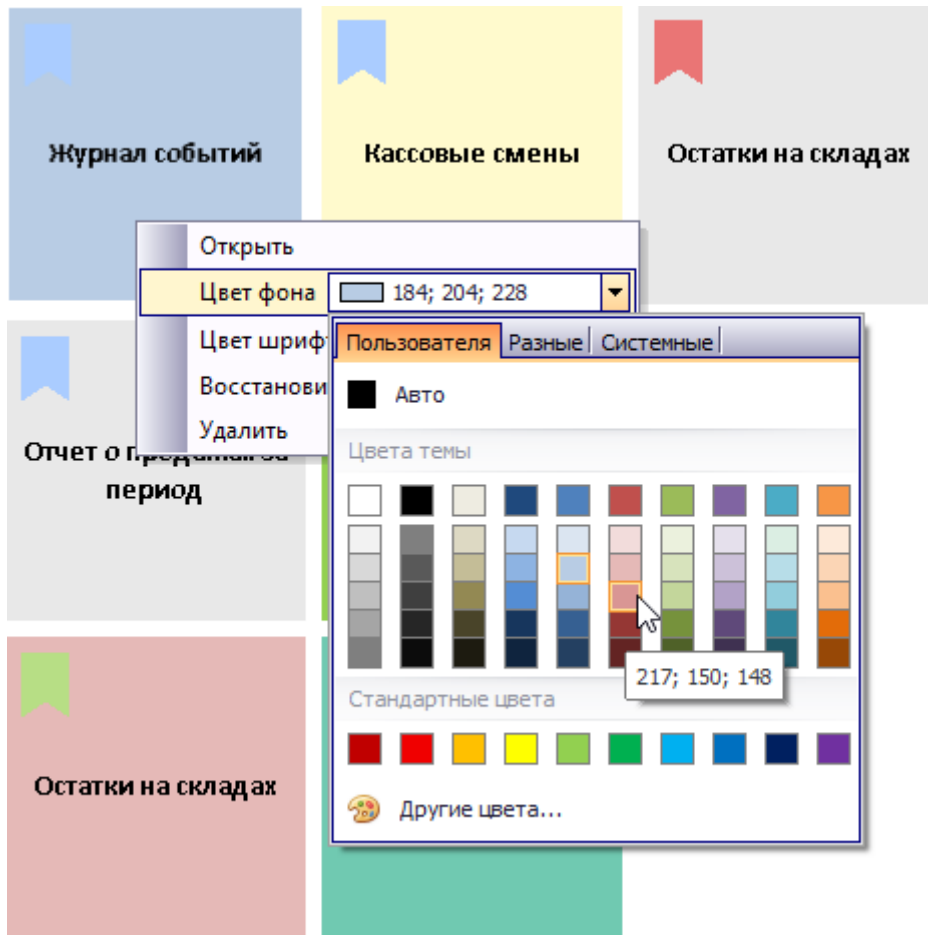 Журнал событий
Кассовые смены
Остатки на складах
Открыть
Цвет фона
184; 204; 228
Цвет шриф
Восстанови
Удалить
Пользователя Разные Системные
Авто
Цвета темы
217; 150; 148
Стандартные цвета
Другие цвета...
Отчет о
за
период
Остатки на складах